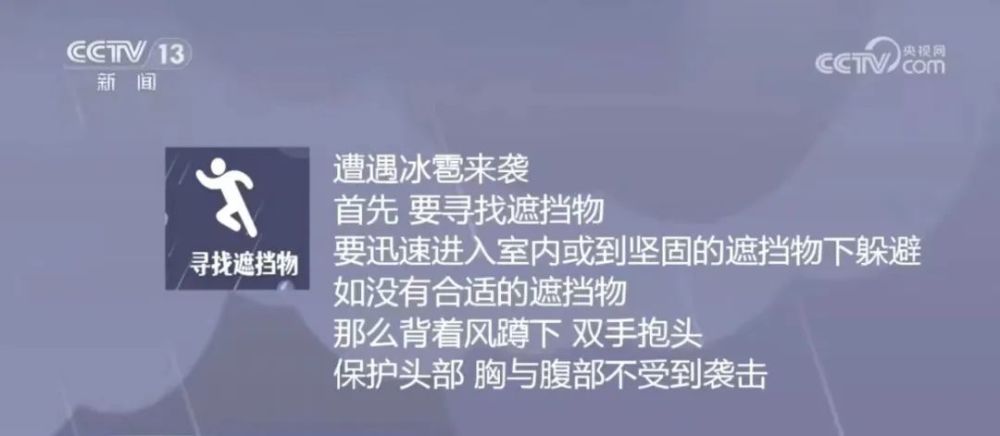 CCTV 13
新闻
央视网
CCTV com
寻找遮挡物
遭遇冰雹来袭
首先 要寻找遮挡物
要迅速进入室内或到坚固的遮挡物下躲避
如没有合适的遮挡物
那么背着风蹲下 双手抱头
保护头部 胸与腹部不受到袭击